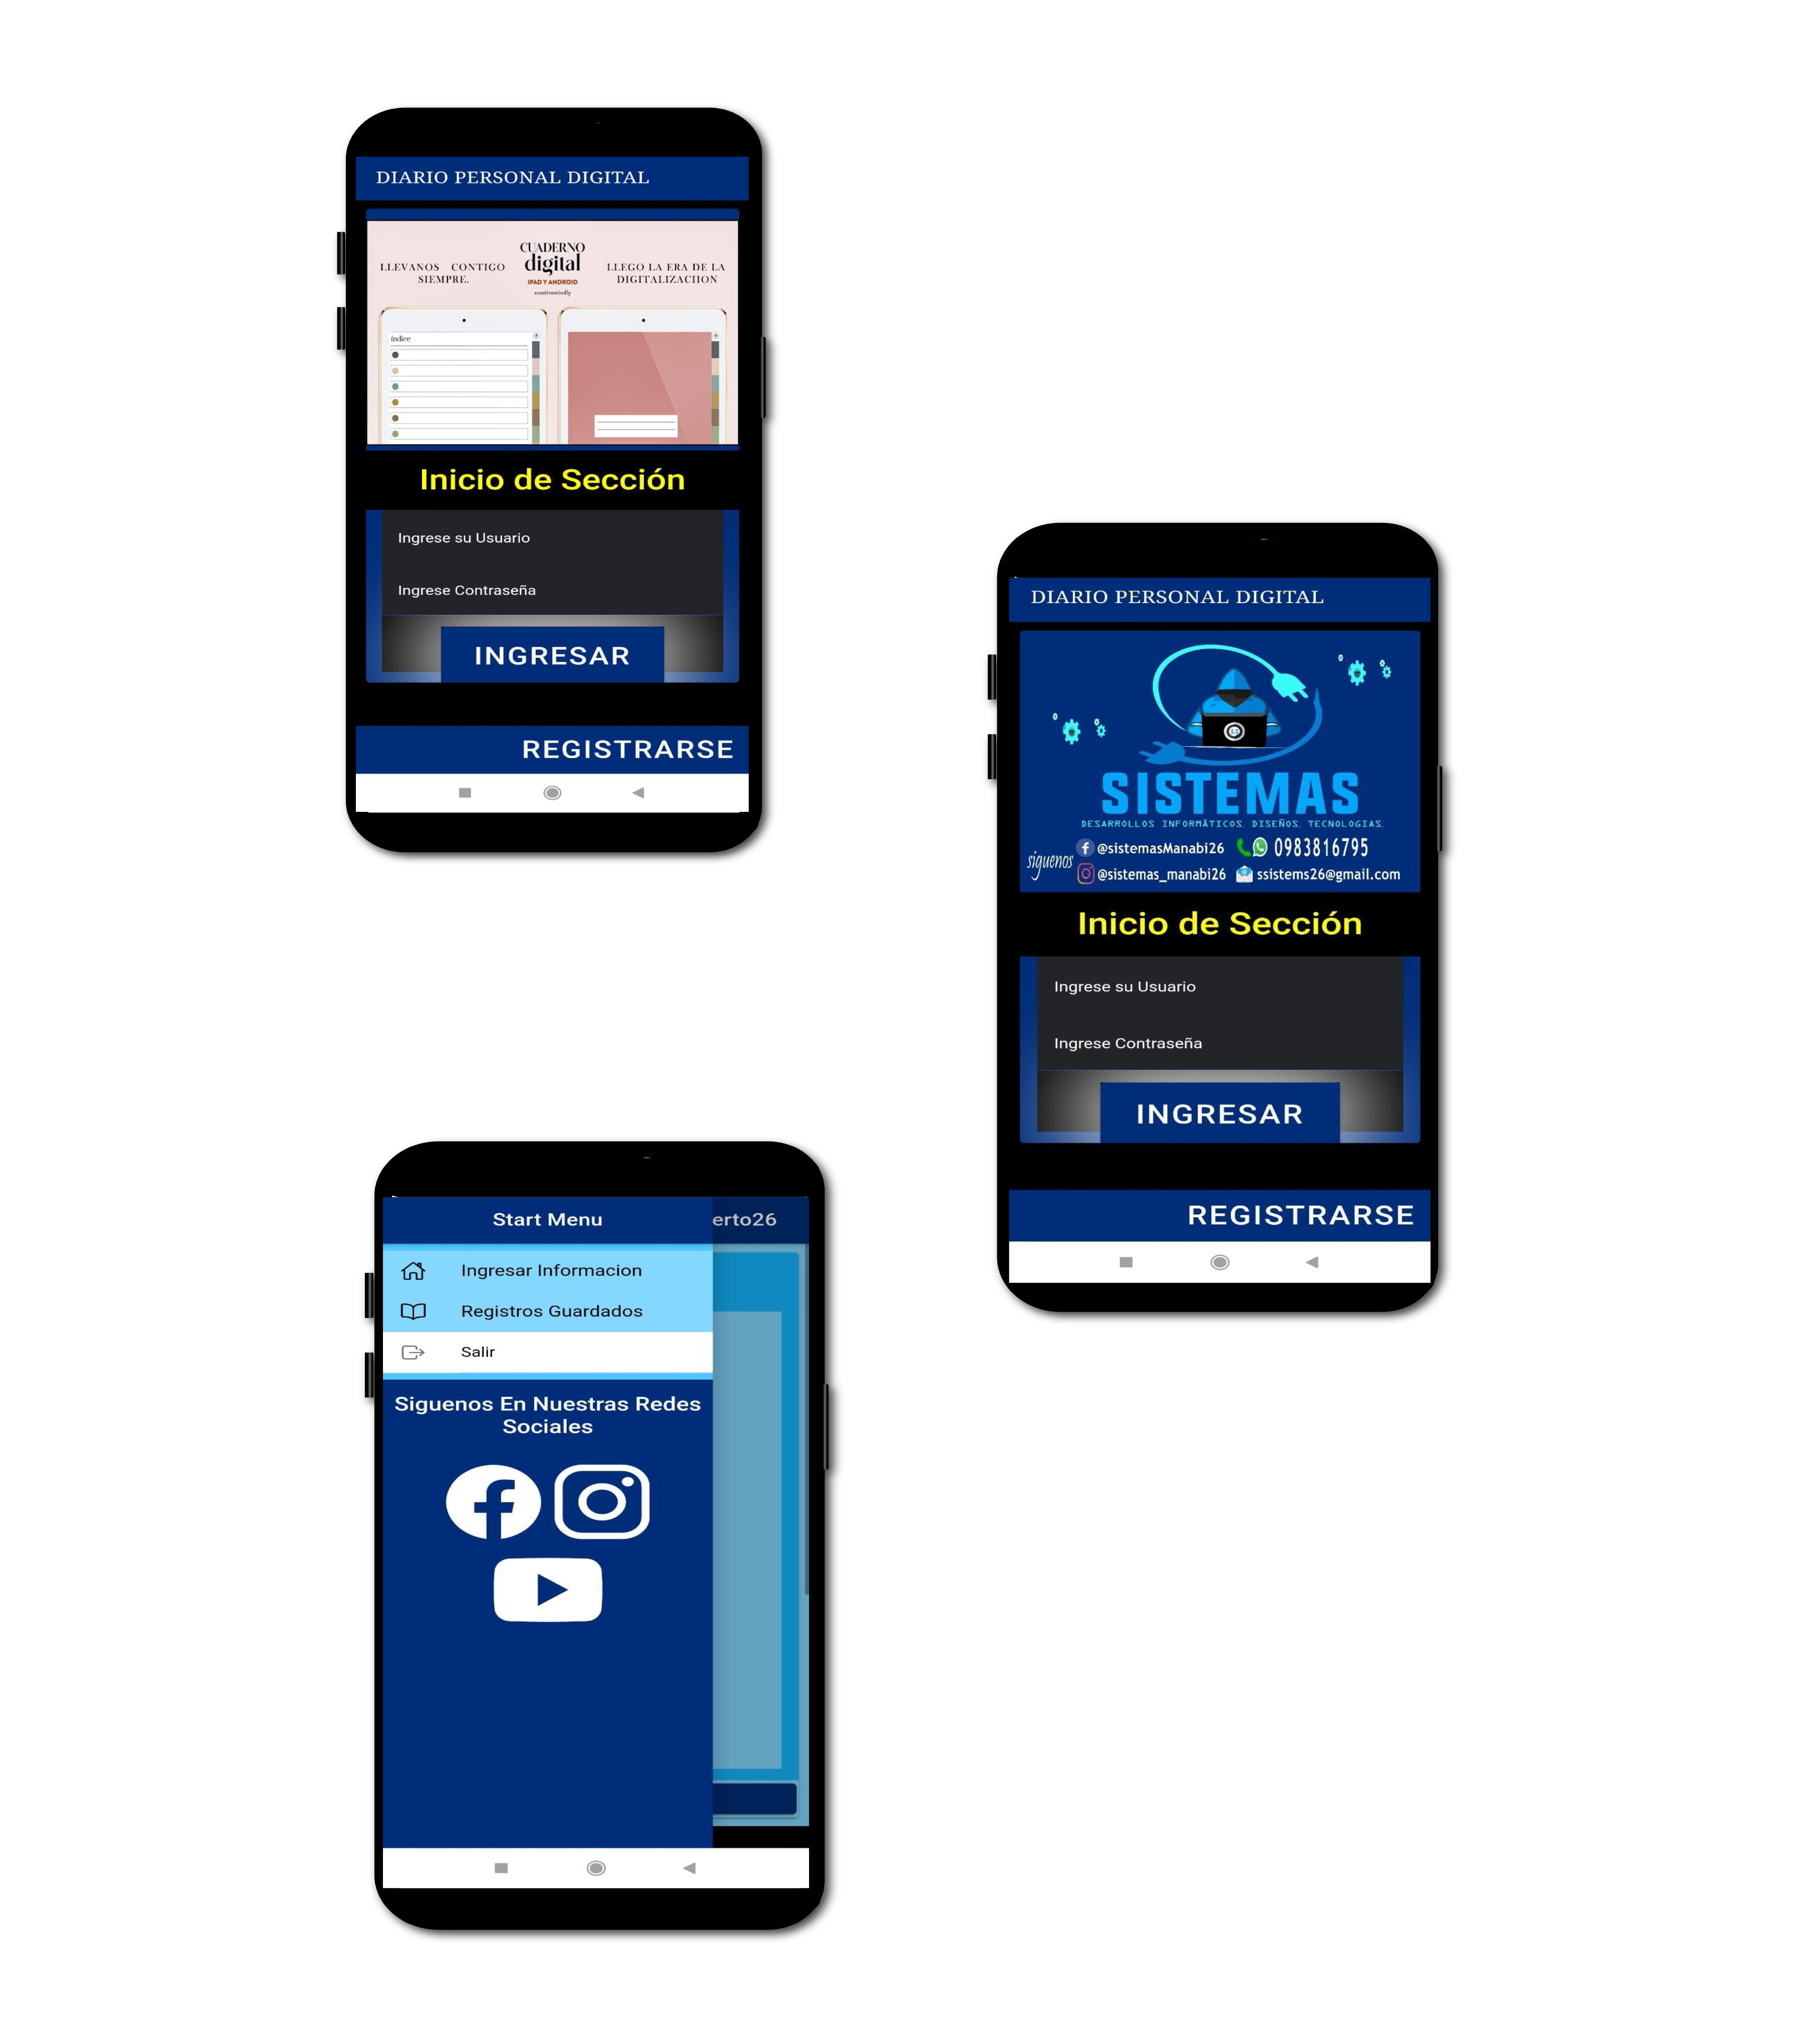 DIARIO PERSONAL DIGITAL
CUADERNO
digital
IPAD Y ANDROID
creativemindly
LLEVANOS CONTIGO
SIEMPRE.
LLEGO LA ERA DE LA
DIGITALIZACIION
índice
Inicio de Sección
Ingrese su Usuario
Ingrese Contraseña
INGRESAR
REGISTRARSE
DIARIO PERSONAL DIGITAL
SISTEMAS
DESARROLLOS INFORMÁTICOS. DISEÑOS. TECNOLOGIAS.
siguenos
@sistemasManabi26 0983816795
@sistemas_manabi26 ssistems26@gmail.com
Inicio de Sección
Ingrese su Usuario
Ingrese Contraseña
INGRESAR
REGISTRARSE
Start Menu erto26
Ingresar Informacion
Registros Guardados
Salir
Siguenos En Nuestras Redes
Sociales